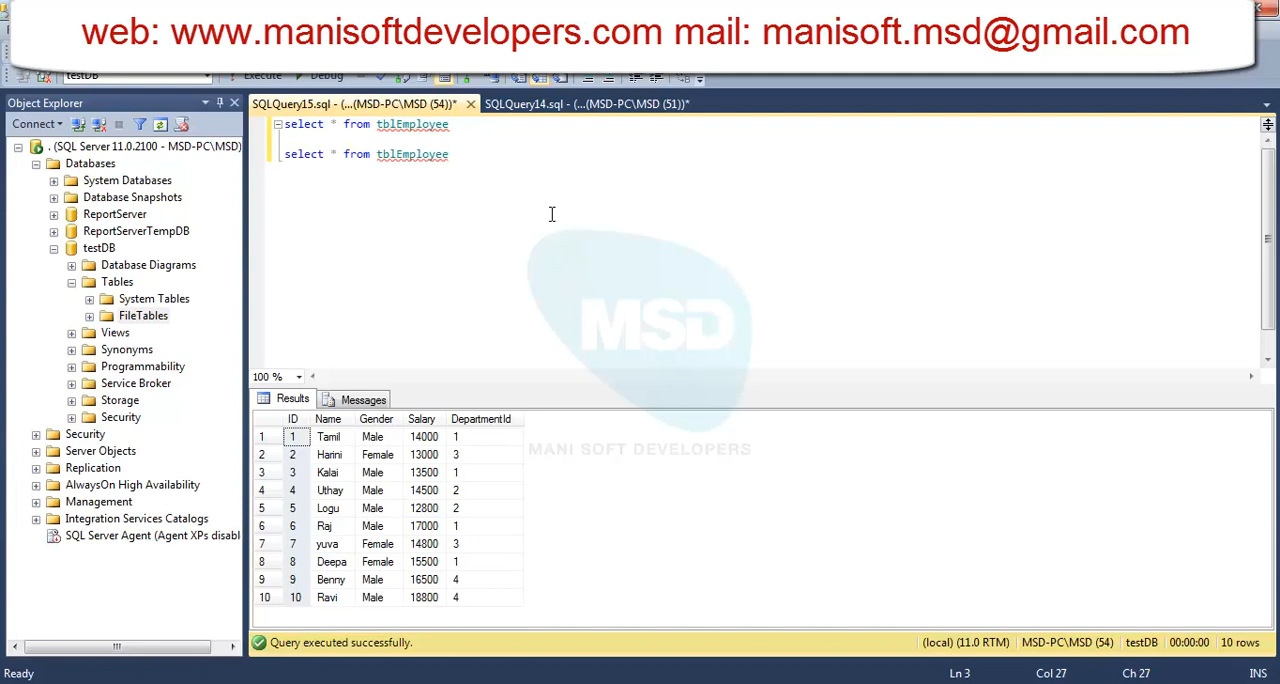 web: www.manisoftdevelopers.com mail: manisoft.msd@gmail.com
testDB Execute Debug
Object Explorer
SQLQuery15.sql - (...(MSD-PC\MSD (54))* SQLQuery14.sql - (...(MSD-PC\MSD (51))*
Connect
. (SQL Server 11.0.2100 - MSD-PC\MSD)
Databases
System Databases
Database Snapshots
ReportServer
ReportServerTempDB
testDB
Database Diagrams
Tables
System Tables
FileTables
Views
Synonyms
Programmability
Service Broker
Storage
Security
Security
Server Objects
Replication
AlwaysOn High Availability
Management
Integration Services Catalogs
SQL Server Agent (Agent XPs disabl
select * from tblEmployee
select * from tblEmployee
MSD
MANI SOFT DEVELOPERS
100 %
Results Messages
ID Name Gender Salary DepartmentId
1 1 Tamil Male 14000 1
2 2 Harini Female 13000 3
3 3 Kalai Male 13500 1
4 4 Uthay Male 14500 2
5 5 Logu Male 12800 2
6 6 Raj Male 17000 1
7 7 yuva Female 14800 3
8 8 Deepa Female 15500 1
9 9 Benny Male 16500 4
10 10 Ravi Male 18800 4
Query executed successfully. (local) (11.0 RTM) MSD-PC\MSD (54) testDB 00:00:00 10 rows
Ready Ln 3 Col 27 Ch 27 INS